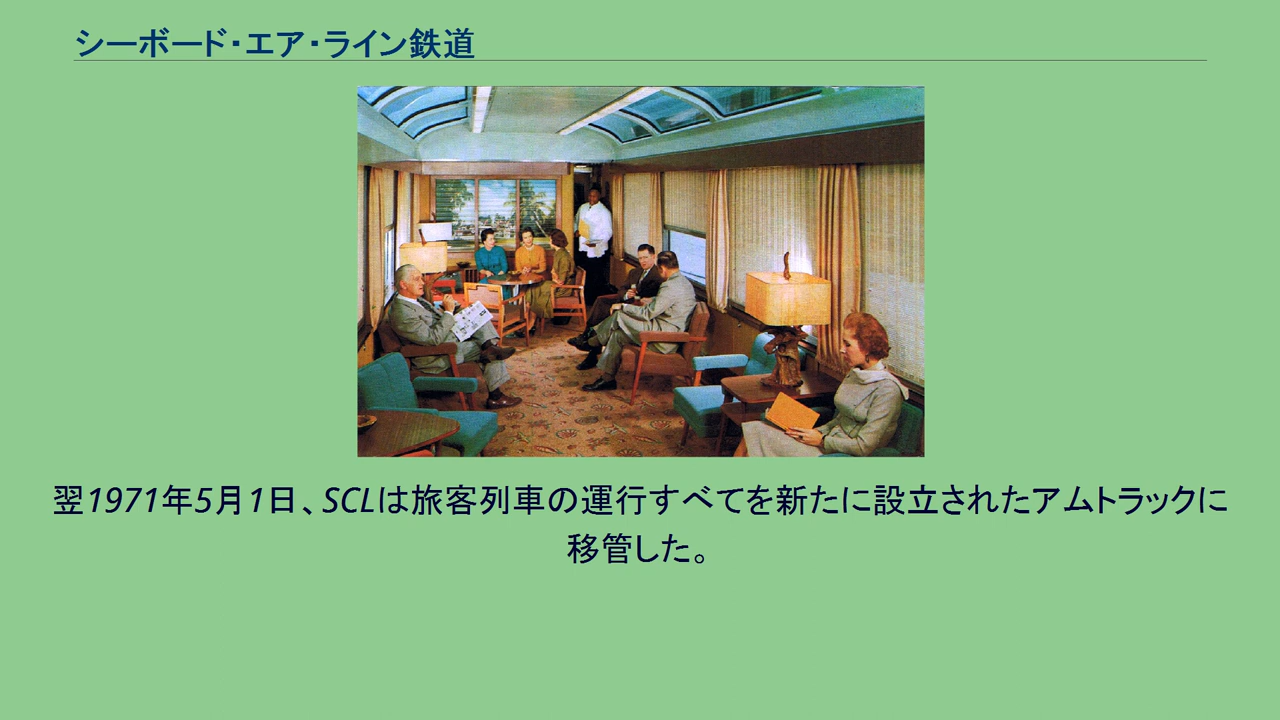 シーボード・エア・ライン鉄道
翌1971年5月1日、SCLは旅客列車の運行すべてを新たに設立されたアムトラックに
移管した。